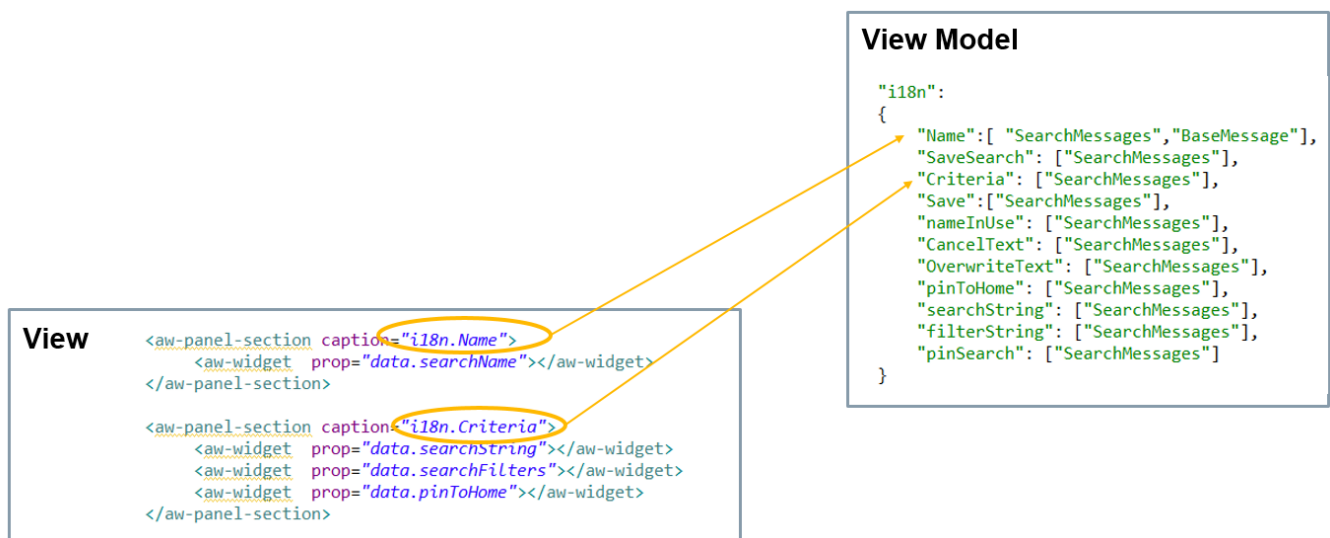 View Model
"i18n":
{
"Name":[ "SearchMessages","BaseMessage"],
"SaveSearch": ["SearchMessages"],
"Criteria": ["SearchMessages"],
"Save":["SearchMessages"],
"nameInUse": ["SearchMessages"],
"CancelText": ["SearchMessages"],
"OverwriteText": ["SearchMessages"],
"pinToHome": ["SearchMessages"],
"searchString": ["SearchMessages"],
"filterString": ["SearchMessages"],
"pinSearch": ["SearchMessages"]
}
View
<aw-panel-section caption="i18n.Name">
<aw-widget  prop="data.searchName"></aw-widget>
</aw-panel-section>
<aw-panel-section caption="i18n.Criteria">
<aw-widget  prop="data.searchString"></aw-widget>
<aw-widget  prop="data.searchFilters"></aw-widget>
<aw-widget  prop="data.pinToHome"></aw-widget>
</aw-panel-section>